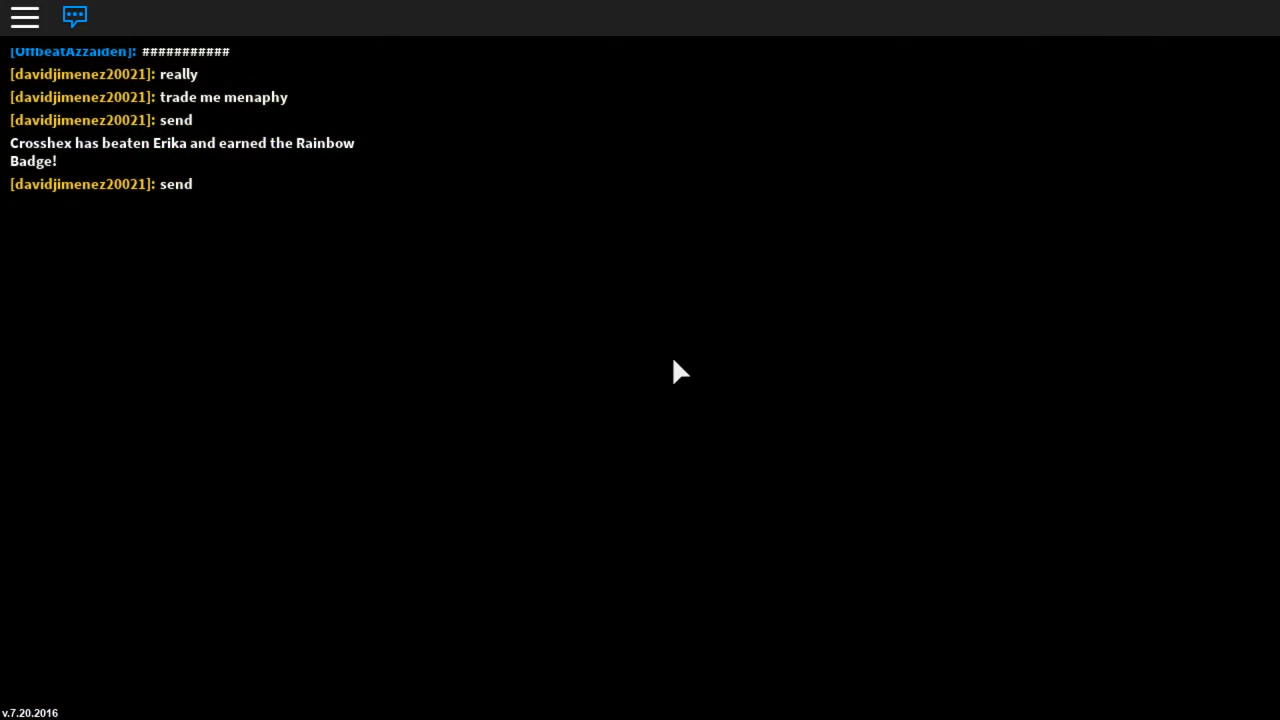 [OffbeatAzzaiden]: ###########
[davidjimenez20021]: really
[davidjimenez20021]: trade me menaphy
[davidjimenez20021]: send
Crosshex has beaten Erika and earned the Rainbow
Badge!
[davidjimenez20021]: send
v.7.20.2016